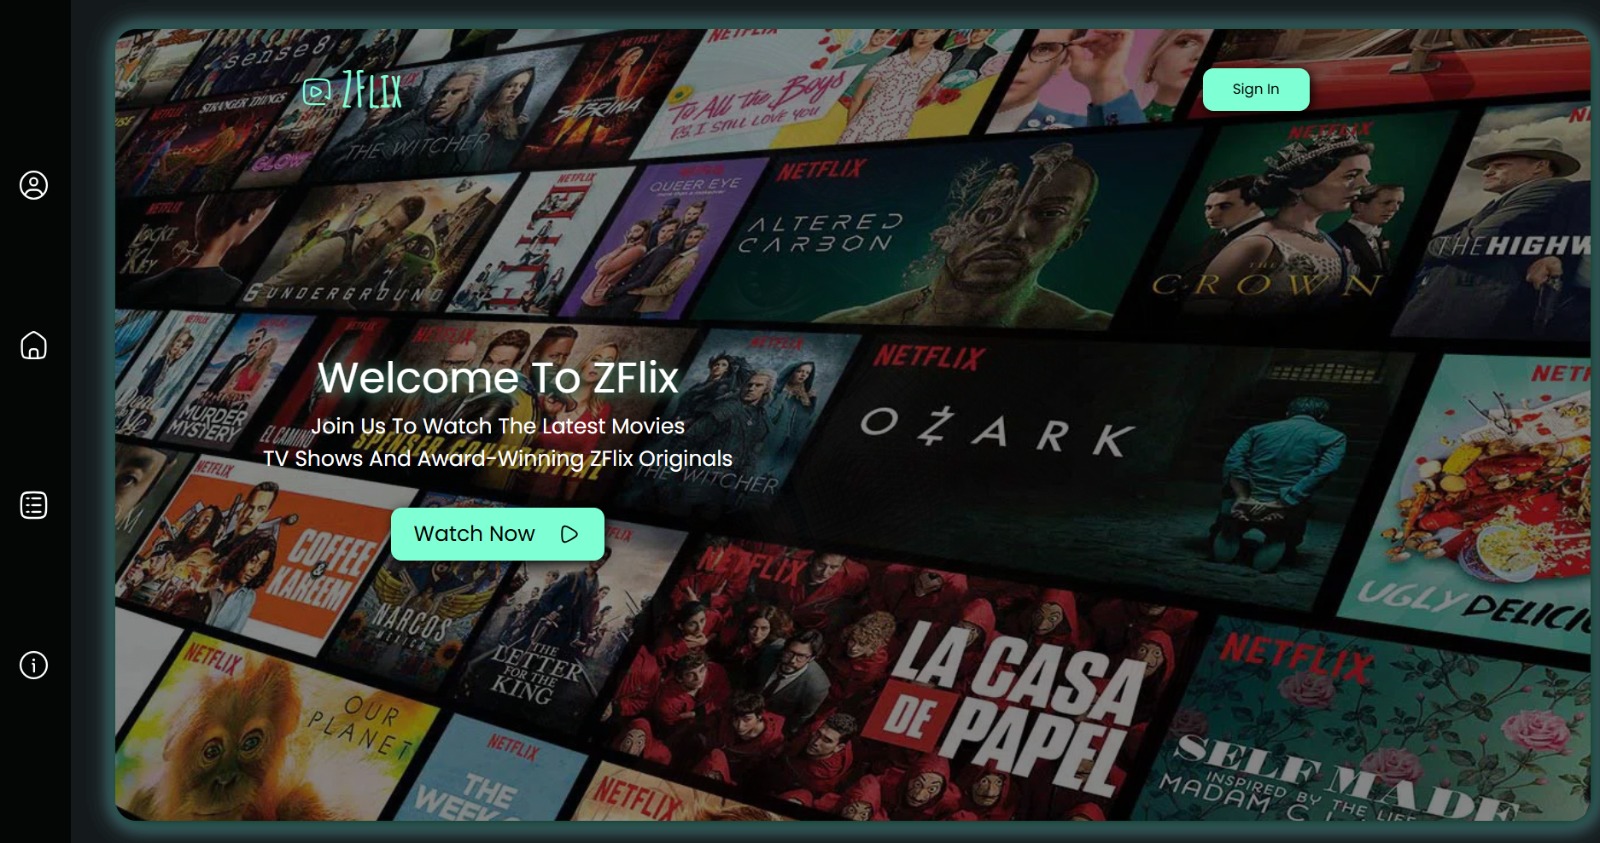 sense8
NETFLIX
NETFLIX
ZFLIX
Sign In
STRANGER THINGS
GLOW
THE WITCHER
SABRINA
To All the Boys
P.S. I STILL LOVE YOU
NETFLIX
LOCKE
&
KEY
6 UNDERGROUND
QUEER EYE
NETFLIX
ALTERED
CARBON
NETFLIX
THE
CROWN
THE HIGHW
NETFLIX
NETFLIX
NETFLIX
NETFLIX
OZARK
NETF
Welcome To ZFlix
Join Us To Watch The Latest Movies
TV Shows And Award-Winning ZFlix Originals
MURDER
MYSTERY
EL CAMINO
SPENSER CONFIDENTIAL
THE WITCHER
Watch Now
NETFLIX
COFFEE
&
KAREEM
NARCOS
MEXICO
THE
LETTER
FOR THE
KING
NETFLIX
LA CASA
DE PAPEL
UGLY DELICIO
NETFLIX
OUR
PLANET
NETFLIX
THE
WEEK
NETFLIX
NETFLIX
SELF MADE
INSPIRED BY THE LIFE
MADAM C